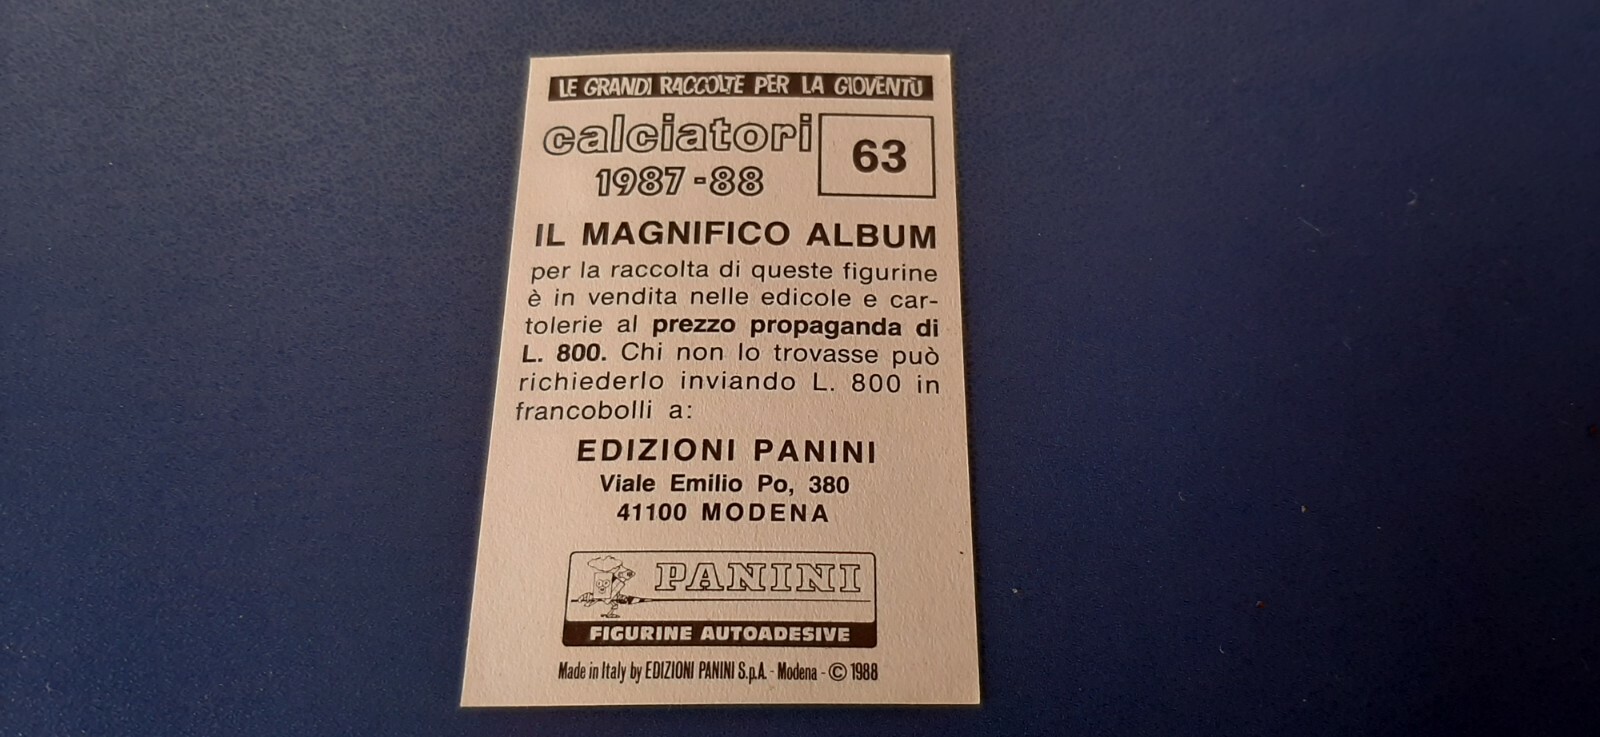 LE GRANDI RACCOLTE PER LA GIOVENTÙ
calciatori
1987-88
63
IL MAGNIFICO ALBUM
per la raccolta di queste figurine
è in vendita nelle edicole e car-
tolerie al prezzo propaganda di
L. 800. Chi non lo trovasse può
richiederlo inviando L. 800 in
francobolli a:
EDIZIONI PANINI
Viale Emilio Po, 380
41100 MODENA
PANINI
FIGURINE AUTOADESIVE
Made in Italy by EDIZIONI PANINI S.p.A. - Modena - © 1988